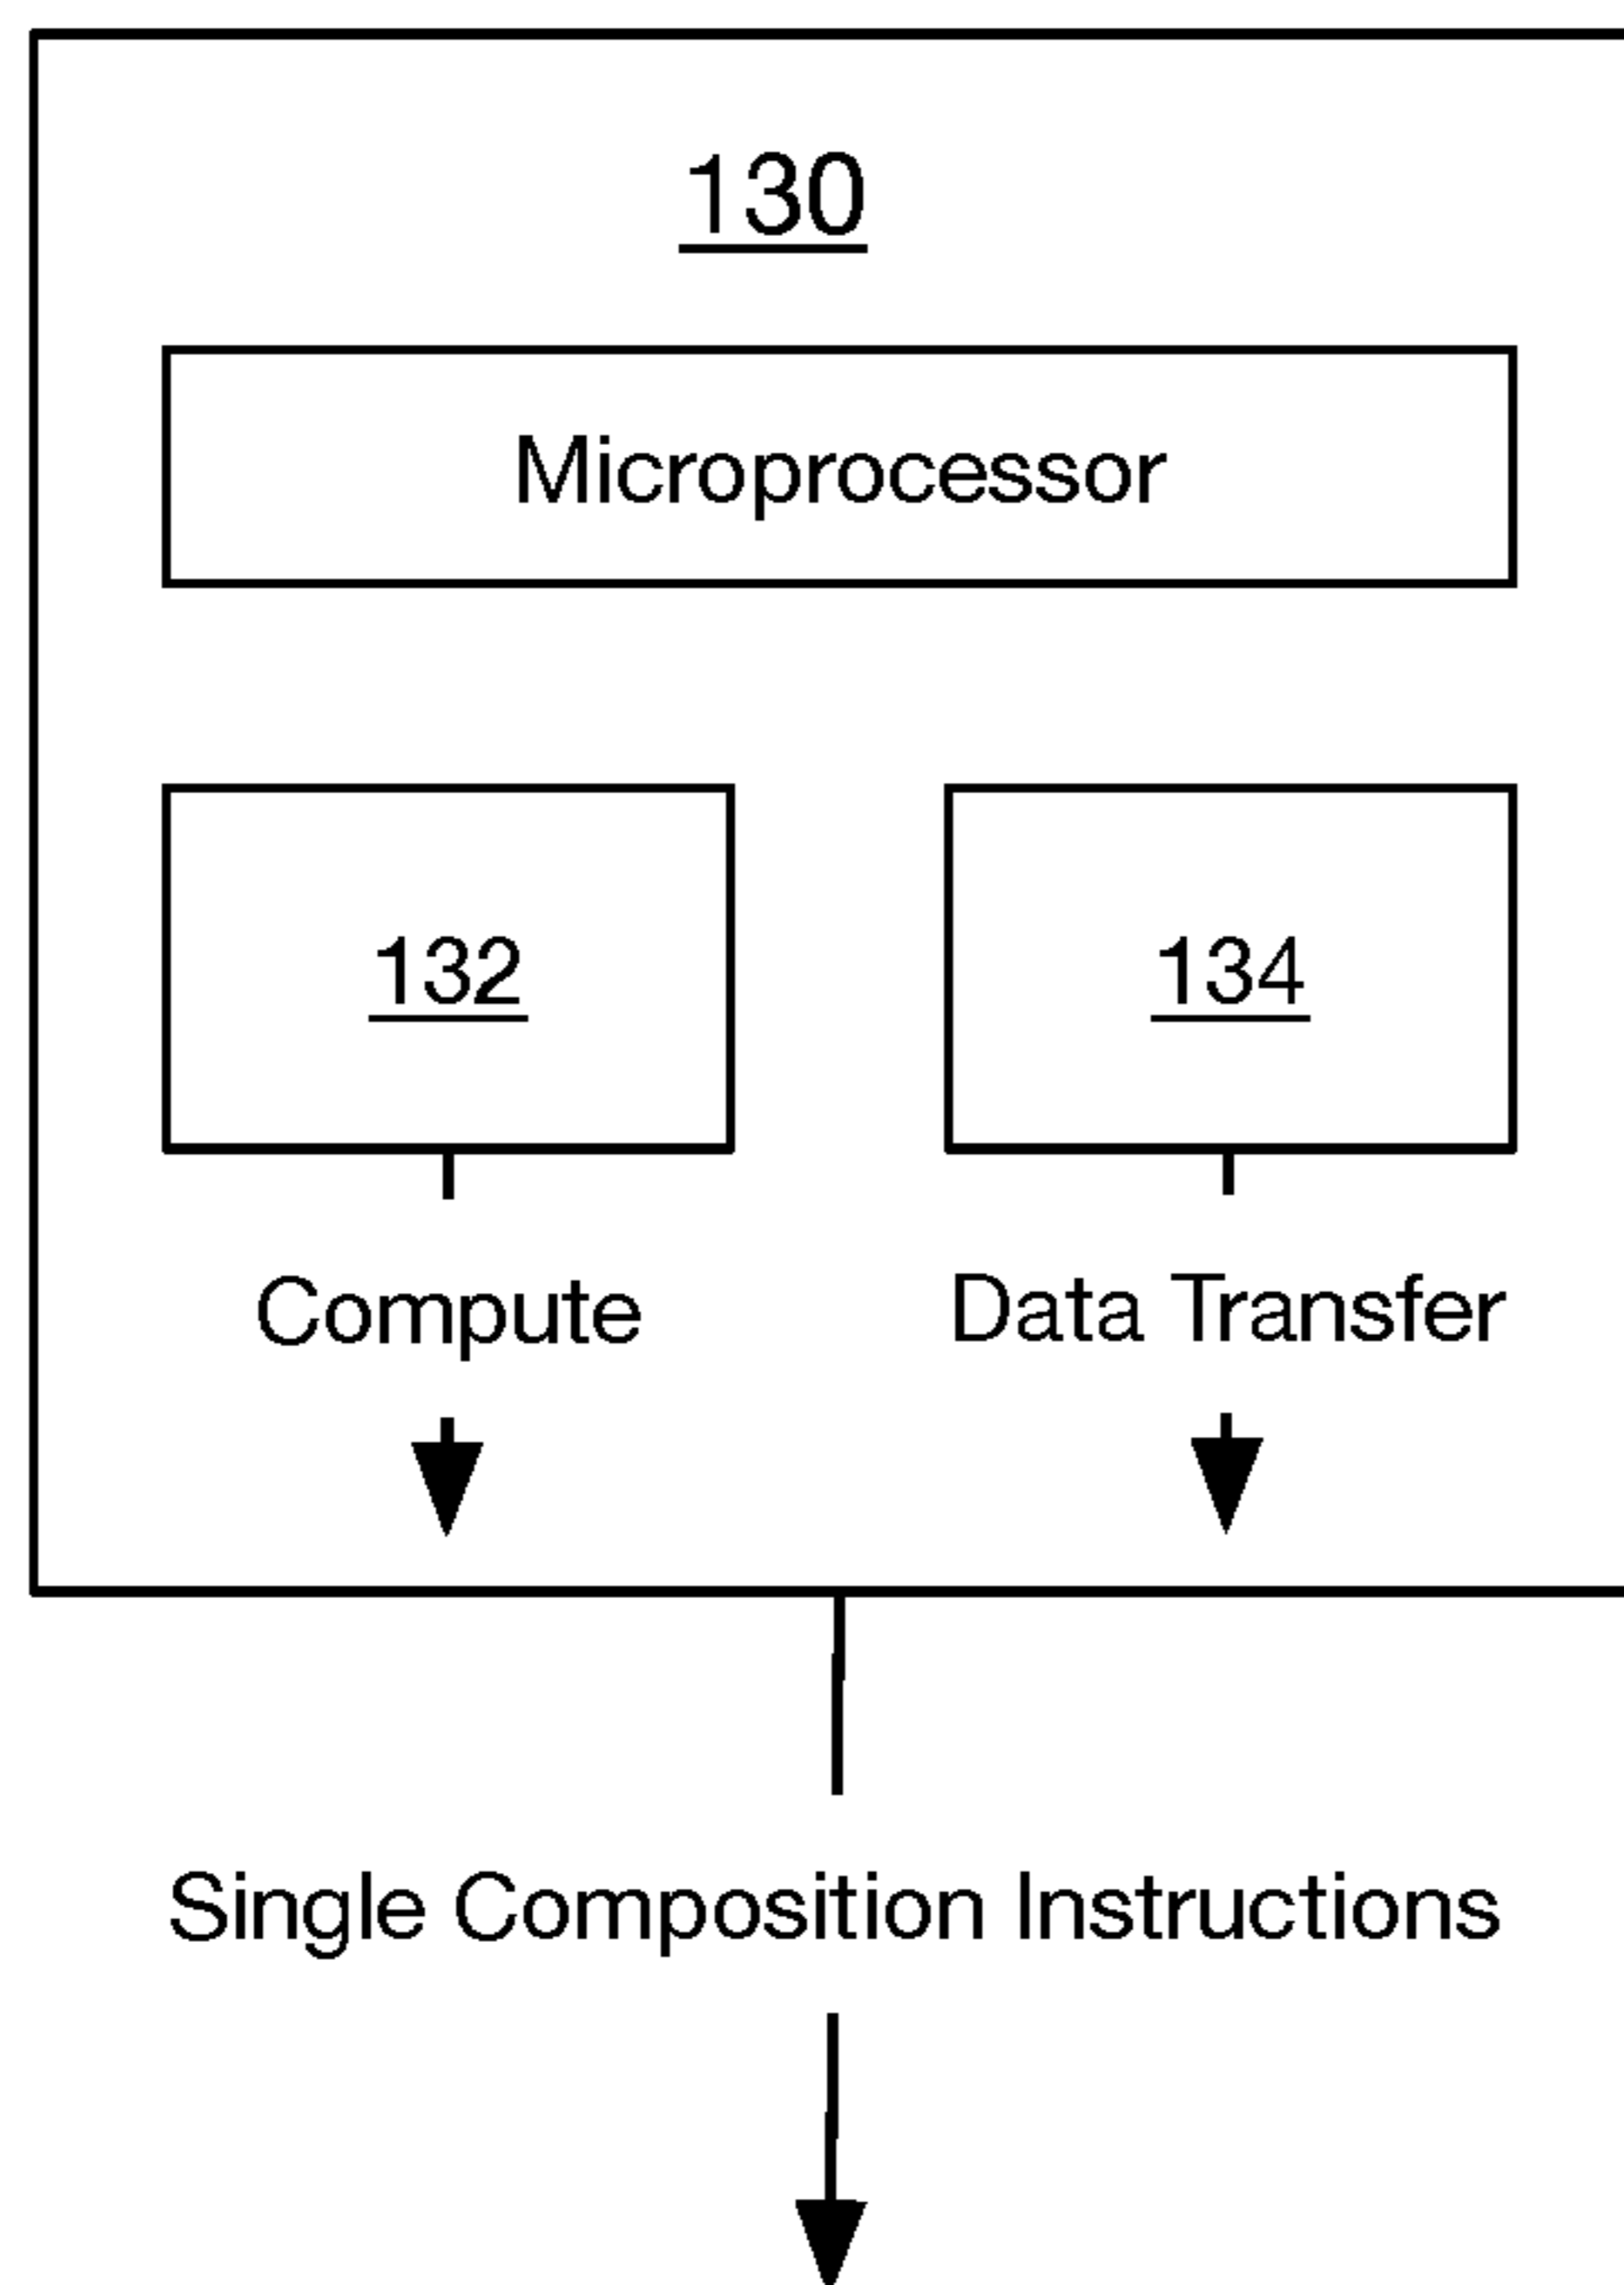 130
Microprocessor
132
134
Compute
Data Transfer
Single Composition Instructions